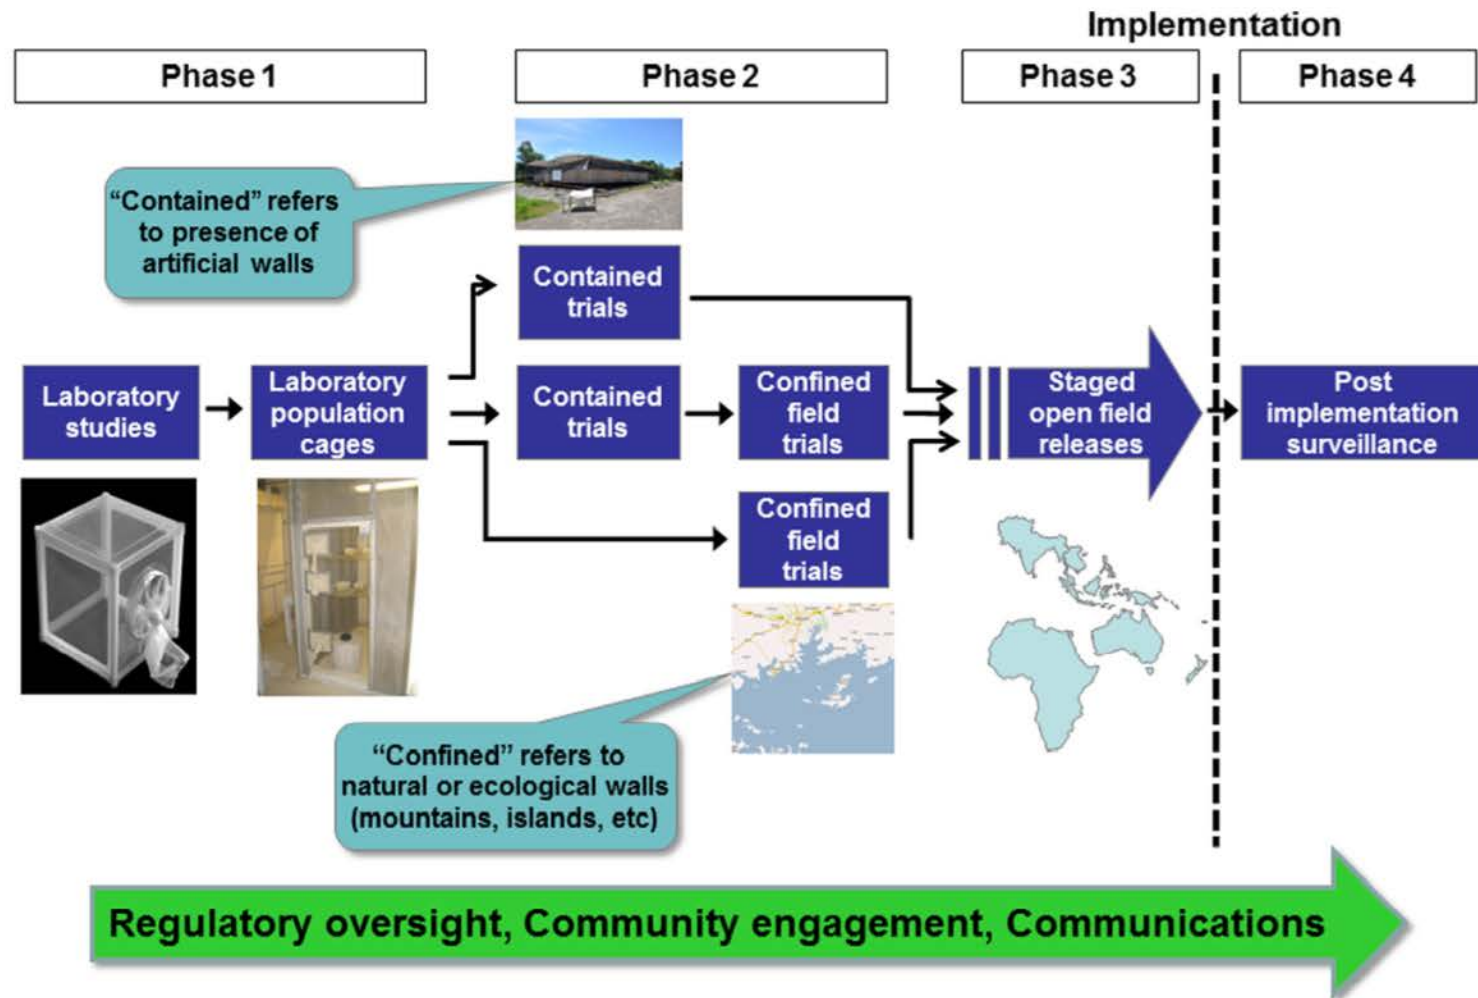 Implementation
Phase 1
Phase 2
Phase 3
Phase 4
“Contained” refers
to presence of
artificial walls
Contained
trials
Laboratory
studies
Laboratory
population
cages
Contained
trials
Confined
field
trials
Staged
open field
releases
Post
implementation
surveillance
Confined
field
trials
“Confined” refers to
natural or ecological walls
(mountains, islands, etc)
Regulatory oversight, Community engagement, Communications